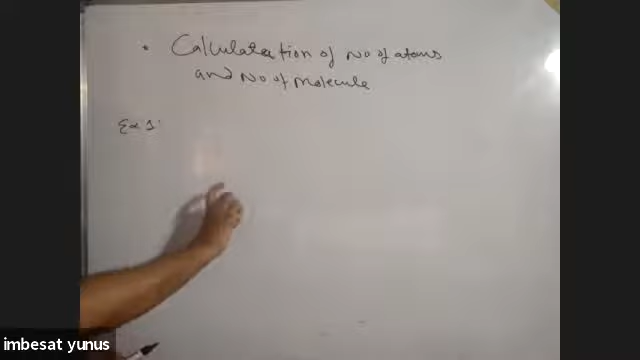 • Calculatation of No of atoms
and No of Molecule
Ex 1:
imbesat yunus